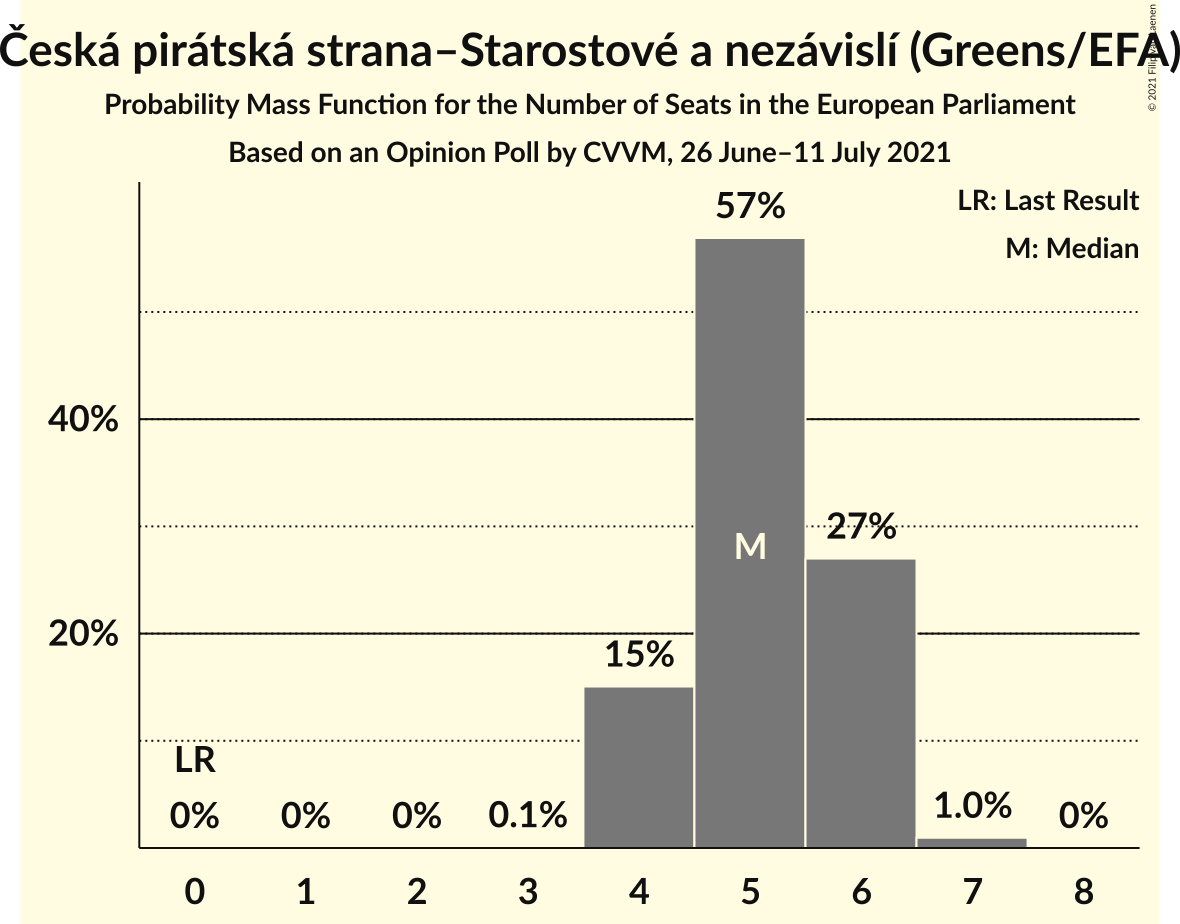 Česká pirátská strana–Starostové a nezávislí (Greens/EFA)
Probability Mass Function for the Number of Seats in the European Parliament
Based on an Opinion Poll by CVVM, 26 June–11 July 2021
© 2021 Filip
LR: Last Result
M: Median
57%
40%
27%
M
20%
15%
LR
0% 0% 0% 0.1% 1.0% 0%
0 1 2 3 4 5 6 7 8